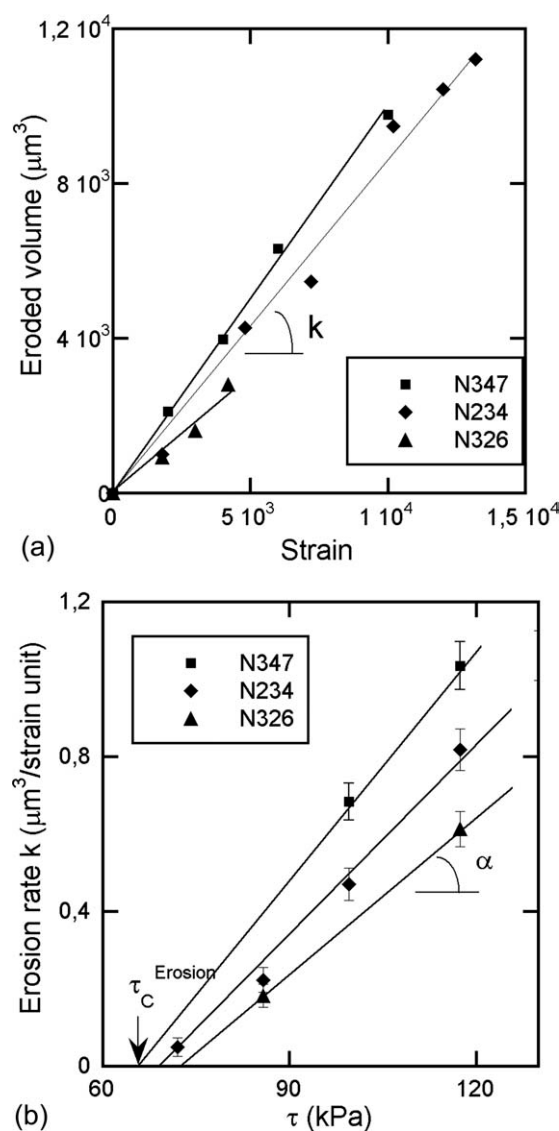 1,2 10⁴
8 10³
4 10³
0
Eroded volume (μm³)
k
N347
N234
N326
0
5 10³
1 10⁴
1,5 10⁴
Strain
(a)
1,2
0,8
0,4
0
Erosion rate k (μm³/strain unit)
N347
N234
N326
α
τC Erosion
60
90
120
τ (kPa)
(b)